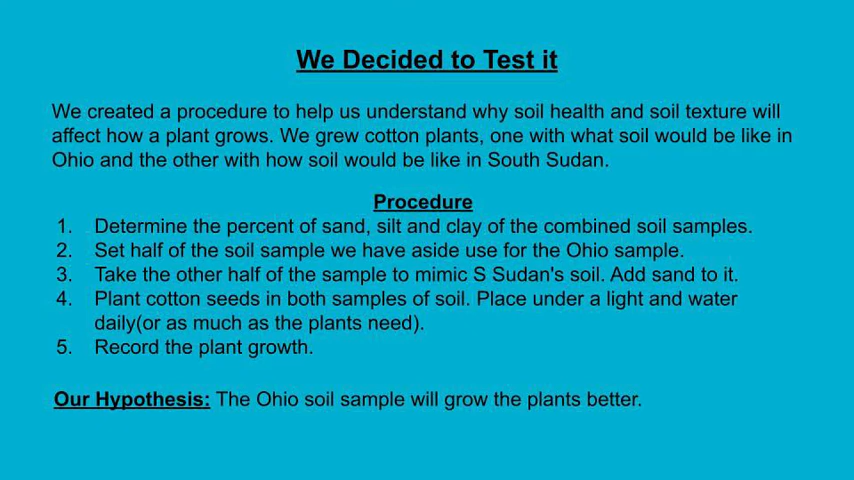 We Decided to Test it
We created a procedure to help us understand why soil health and soil texture will
affect how a plant grows. We grew cotton plants, one with what soil would be like in
Ohio and the other with how soil would be like in South Sudan.
Procedure
1. Determine the percent of sand, silt and clay of the combined soil samples.
2. Set half of the soil sample we have aside use for the Ohio sample.
3. Take the other half of the sample to mimic S Sudan's soil. Add sand to it.
4. Plant cotton seeds in both samples of soil. Place under a light and water
daily(or as much as the plants need).
5. Record the plant growth.
Our Hypothesis: The Ohio soil sample will grow the plants better.